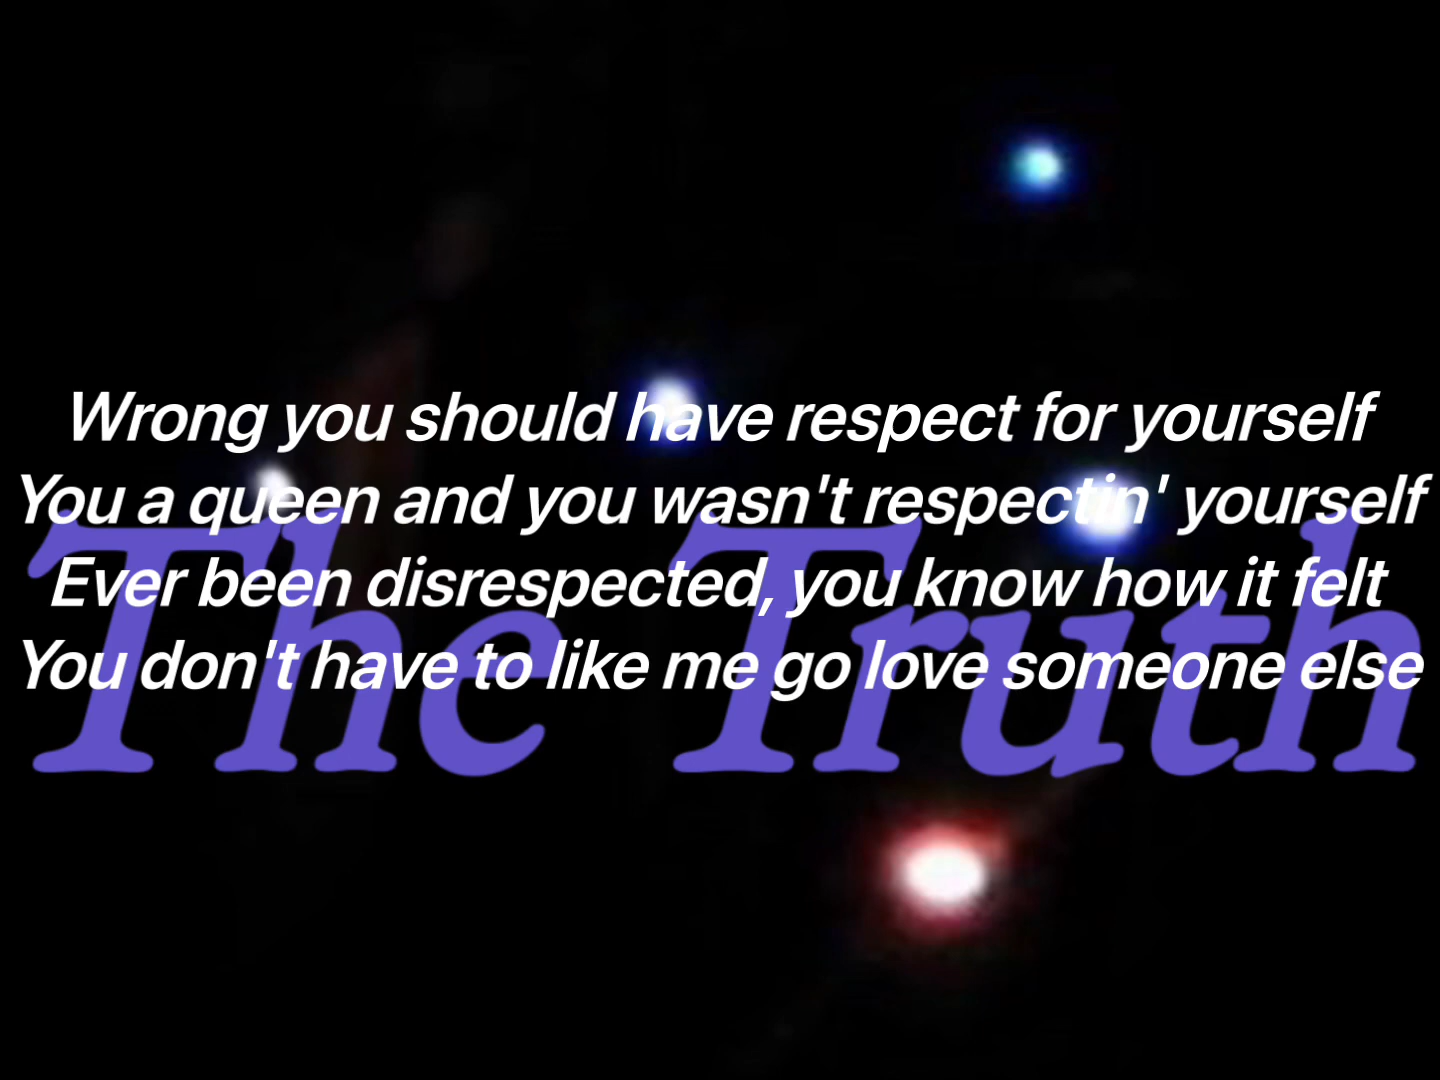 Wrong you should have respect for yourself
You a queen and you wasn't respectin' yourself
Ever been disrespected, you know how it felt
You don't have to like me go love someone else
The Truth